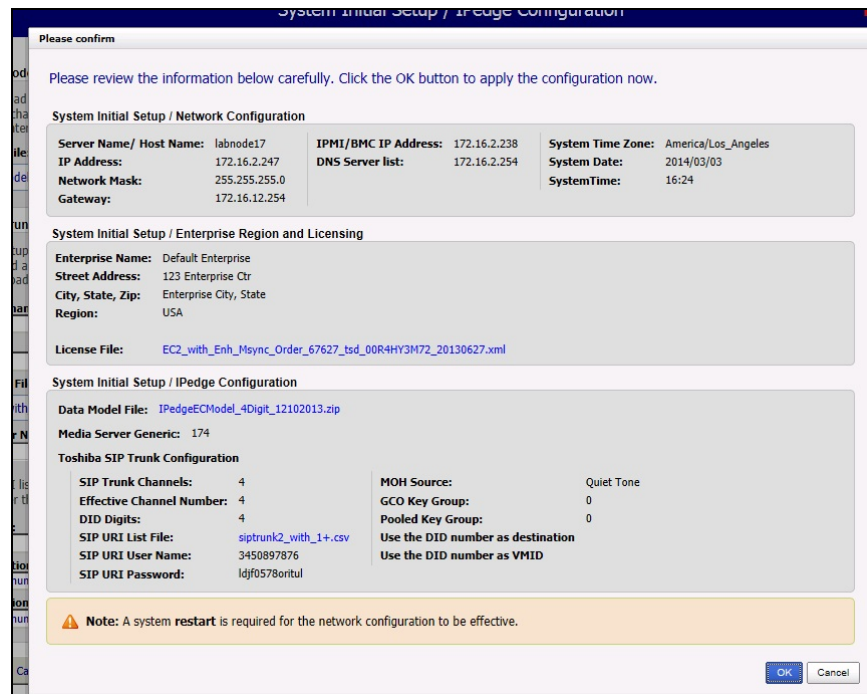 System Initial Setup / IPedge Configuration
Please confirm
Please review the information below carefully. Click the OK button to apply the configuration now.
System Initial Setup / Network Configuration
Server Name/ Host Name: labnode17 IPMI/BMC IP Address: 172.16.2.238 System Time Zone: America/Los_Angeles
IP Address: 172.16.2.247 DNS Server list: 172.16.2.254 System Date: 2014/03/03
Network Mask: 255.255.255.0 SystemTime: 16:24
Gateway: 172.16.12.254
System Initial Setup / Enterprise Region and Licensing
Enterprise Name: Default Enterprise
Street Address: 123 Enterprise Ctr
City, State, Zip: Enterprise City, State
Region: USA
License File: EC2_with_Enh_Msync_Order_67627_tsd_00R4HY3M72_20130627.xml
System Initial Setup / IPedge Configuration
Data Model File: IPedgeECModel_4Digit_12102013.zip
Media Server Generic: 174
Toshiba SIP Trunk Configuration
SIP Trunk Channels: 4 MOH Source: Quiet Tone
Effective Channel Number: 4 GCO Key Group: 0
DID Digits: 4 Pooled Key Group: 0
SIP URI List File: siptrunk2_with_1+.csv Use the DID number as destination
SIP URI User Name: 3450897876 Use the DID number as VMID
SIP URI Password: ldjf0578oritul
Note: A system restart is required for the network configuration to be effective.
OK Cancel